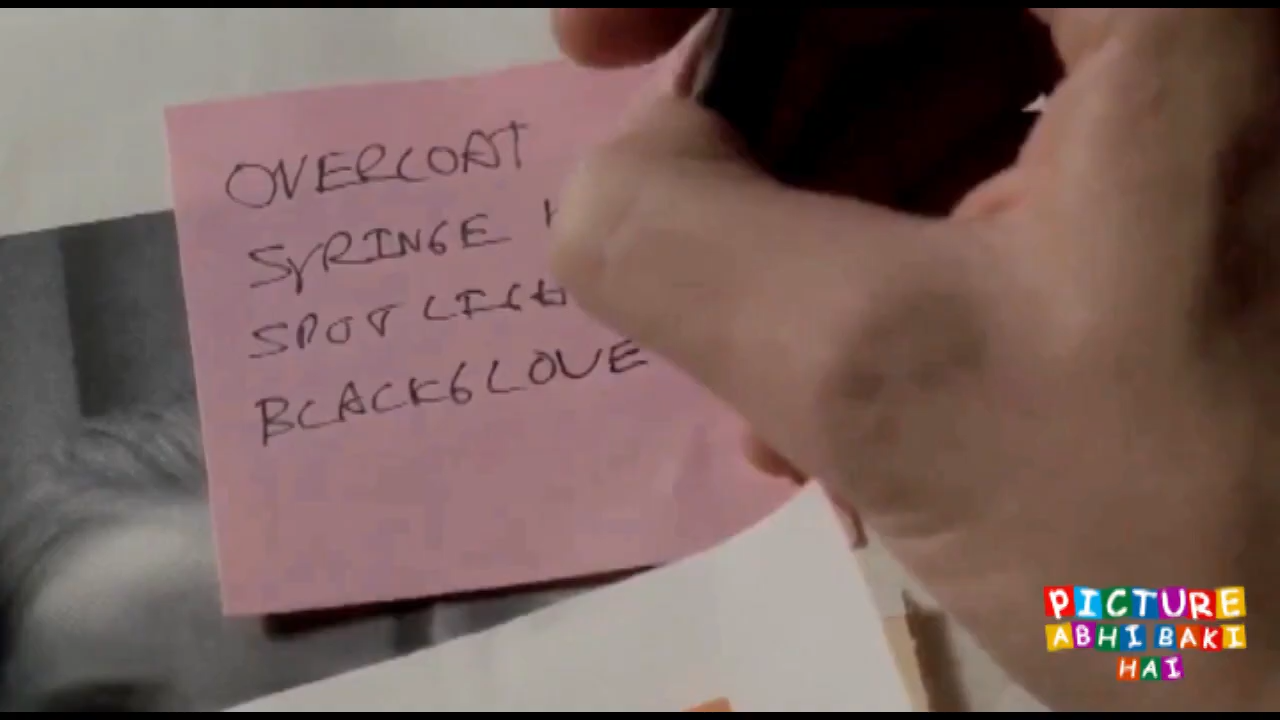 OVERCOAT
SYRINGE
SPOT
BLACKGLOVE
PICTURE
ABHI BAKI
HAI